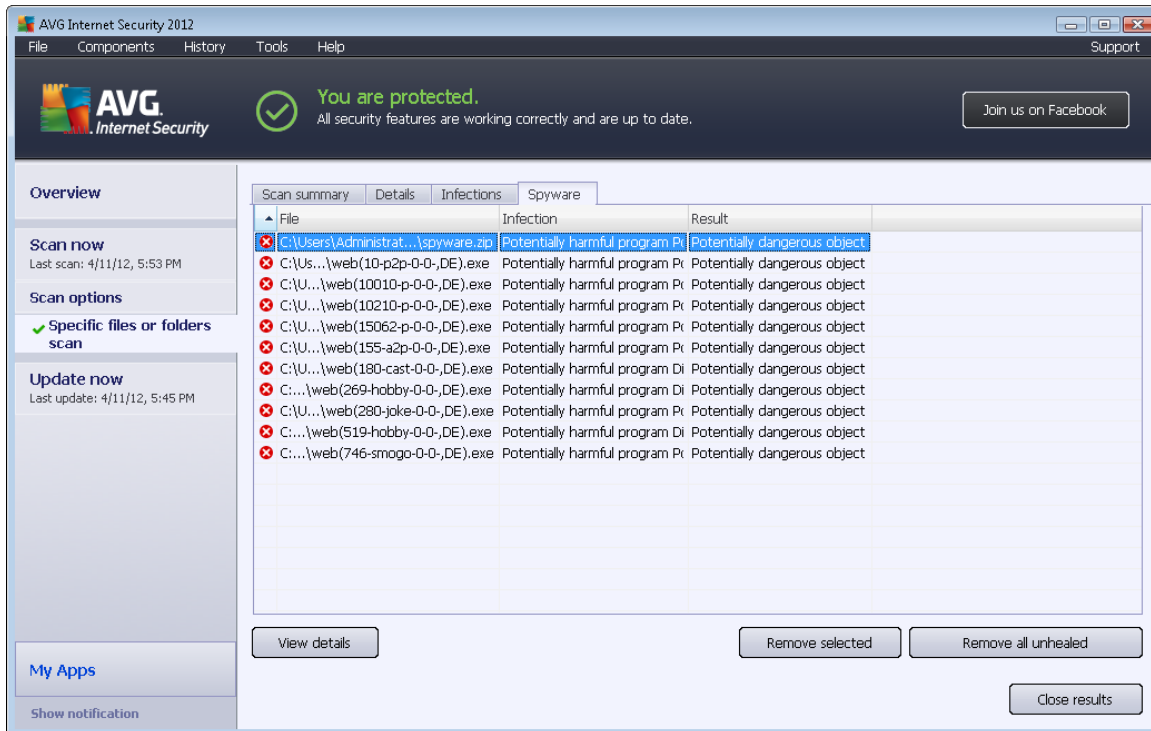 AVG Internet Security 2012
File Components History Tools Help Support
AVG.
Internet Security
You are protected.
All security features are working correctly and are up to date.
Join us on Facebook
Overview
Scan now
Last scan: 4/11/12, 5:53 PM
Scan options
Specific files or folders
scan
Update now
Last update: 4/11/12, 5:45 PM
My Apps
Show notification
Scan summary Details Infections Spyware
File Infection Result
C:\Users\Administrat...\spyware.zip Potentially harmful program Po Potentially dangerous object
C:\Us...\web(10-p2p-0-0-,DE).exe Potentially harmful program Po Potentially dangerous object
C:\U...\web(10010-p-0-0-,DE).exe Potentially harmful program Po Potentially dangerous object
C:\U...\web(10210-p-0-0-,DE).exe Potentially harmful program Po Potentially dangerous object
C:\U...\web(15062-p-0-0-,DE).exe Potentially harmful program Po Potentially dangerous object
C:\U...\web(155-a2p-0-0-,DE).exe Potentially harmful program Po Potentially dangerous object
C:\U...\web(180-cast-0-0-,DE).exe Potentially harmful program Di Potentially dangerous object
C:...\web(269-hobby-0-0-,DE).exe Potentially harmful program Di Potentially dangerous object
C:\U...\web(280-joke-0-0-,DE).exe Potentially harmful program Po Potentially dangerous object
C:...\web(519-hobby-0-0-,DE).exe Potentially harmful program Di Potentially dangerous object
C:...\web(746-smogo-0-0-,DE).exe Potentially harmful program Po Potentially dangerous object
View details Remove selected Remove all unhealed
Close results